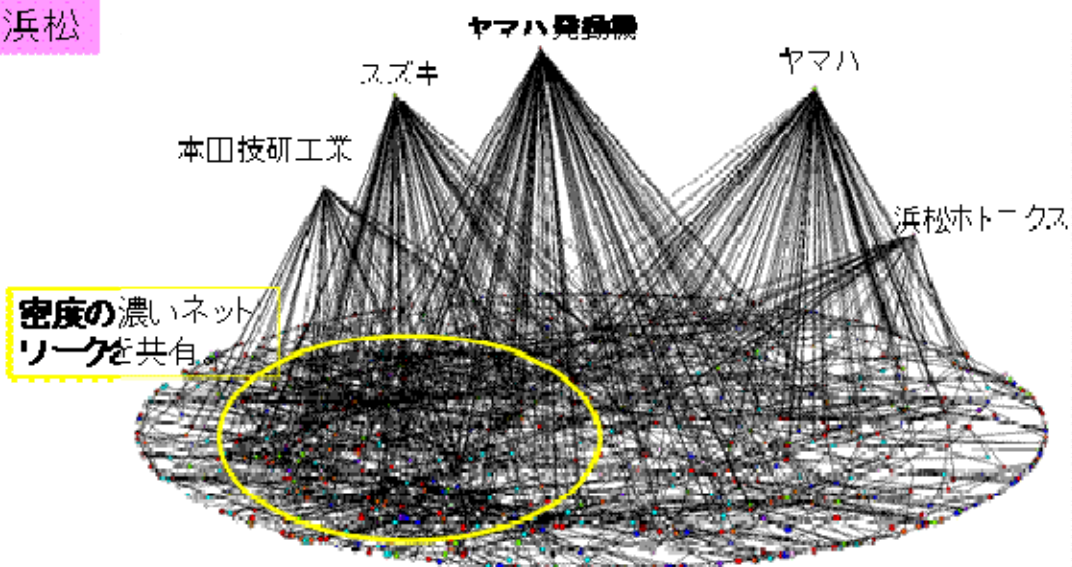 浜松
ヤマハ発動機
スズキ
ヤマハ
本田技研工業
浜松ホトニクス
密度の濃いネット
ワークを共有